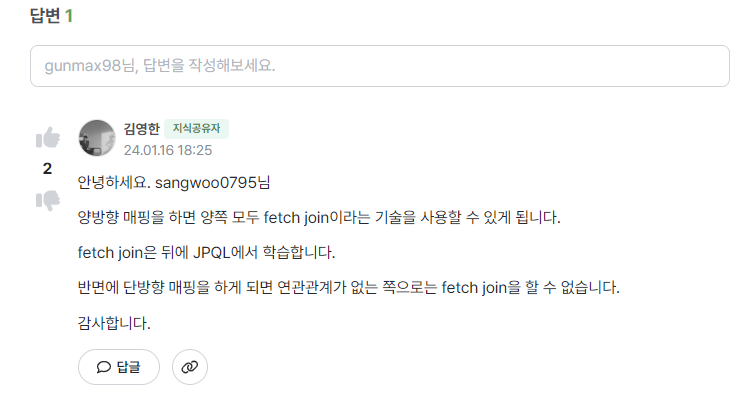 답변 1
gunmax98님, 답변을 작성해보세요.
김영한 지식공유자
24.01.16 18:25
2
안녕하세요. sangwoo0795님
양방향 매핑을 하면 양쪽 모두 fetch join이라는 기술을 사용할 수 있게 됩니다.
fetch join은 뒤에 JPQL에서 학습합니다.
반면에 단방향 매핑을 하게 되면 연관관계가 없는 쪽으로는 fetch join을 할 수 없습니다.
감사합니다.
답글